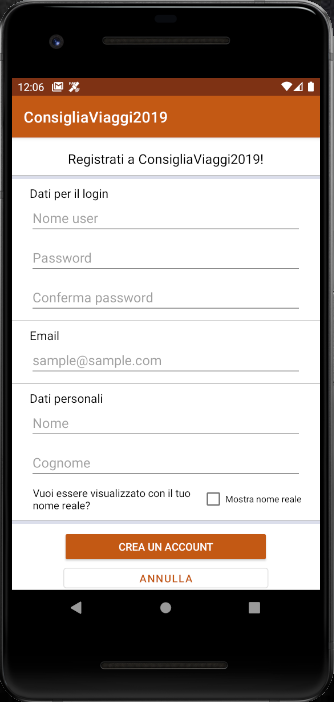 12:06
ConsigliaViaggi2019
Registrati a ConsigliaViaggi2019!
Dati per il login
Nome user
Password
Conferma password
Email
sample@sample.com
Dati personali
Nome
Cognome
Vuoi essere visualizzato con il tuo
nome reale?
Mostra nome reale
CREA UN ACCOUNT
ANNULLA